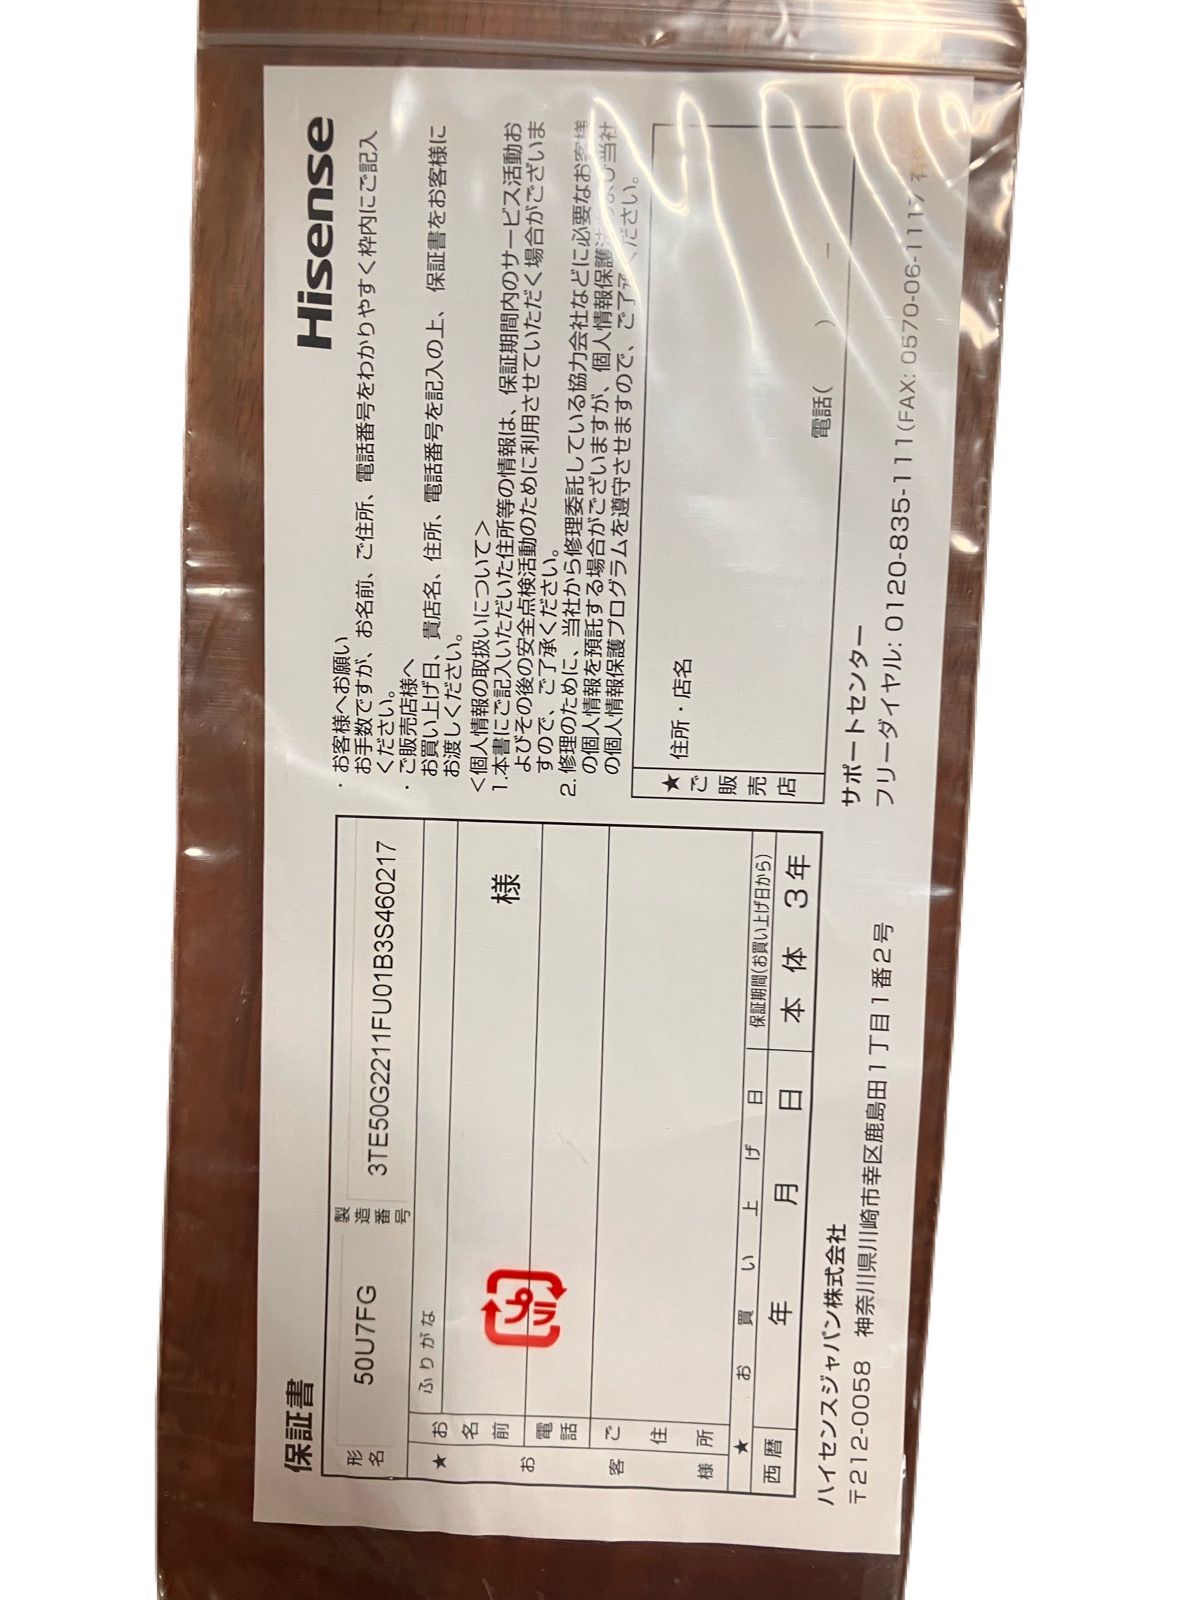 保証書
Hisense
形名 50U7FG 製造番号 3TE50G2211FU01B3S460217
★お客様
ふりがな
お名前 様
電話
ご住所
プラ
★お買い上げ日 保証期間(お買い上げ日から)
西暦 年 月 日 本体 3年
・お客様へお願い
お手数ですが、お名前、ご住所、電話番号をわかりやすく枠内にご記入
ください。
・ご販売店様へ
お買い上げ日、貴店名、住所、電話番号を記入の上、保証書をお客様に
お渡しください。
<個人情報の取扱いについて>
1.本書にご記入いただいた住所等の情報は、保証期間内のサービス活動お
よびその後の安全点検活動のために利用させていただく場合がございま
すので、ご了承ください。
2. 修理のために、当社から修理委託している協力会社などに必要なお客様
の個人情報を預託する場合がございますが、個人情報保護法および当社
の個人情報保護プログラムを遵守させますので、ご了承ください。
★ご販売店
住所・店名
電話( ) ―
ハイセンスジャパン株式会社
〒212-0058 神奈川県川崎市幸区鹿島田1丁目1番2号
サポートセンター
フリーダイヤル: 0120-835-111(FAX: 0570-06-1117